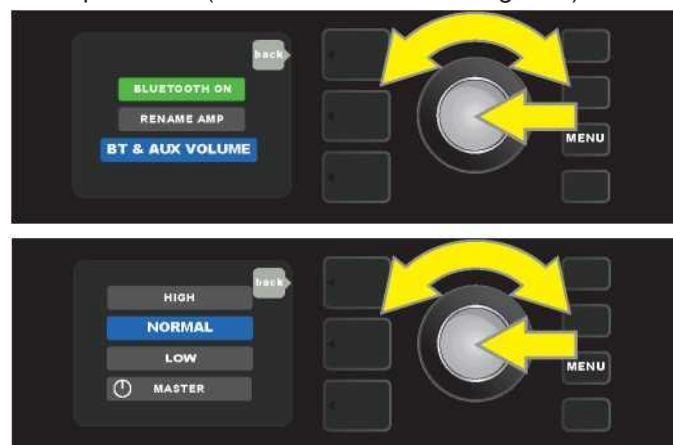 back
BLUETOOTH ON
RENAME AMP
BT & AUX VOLUME
MENU
back
HIGH
NORMAL
LOW
MASTER
MENU